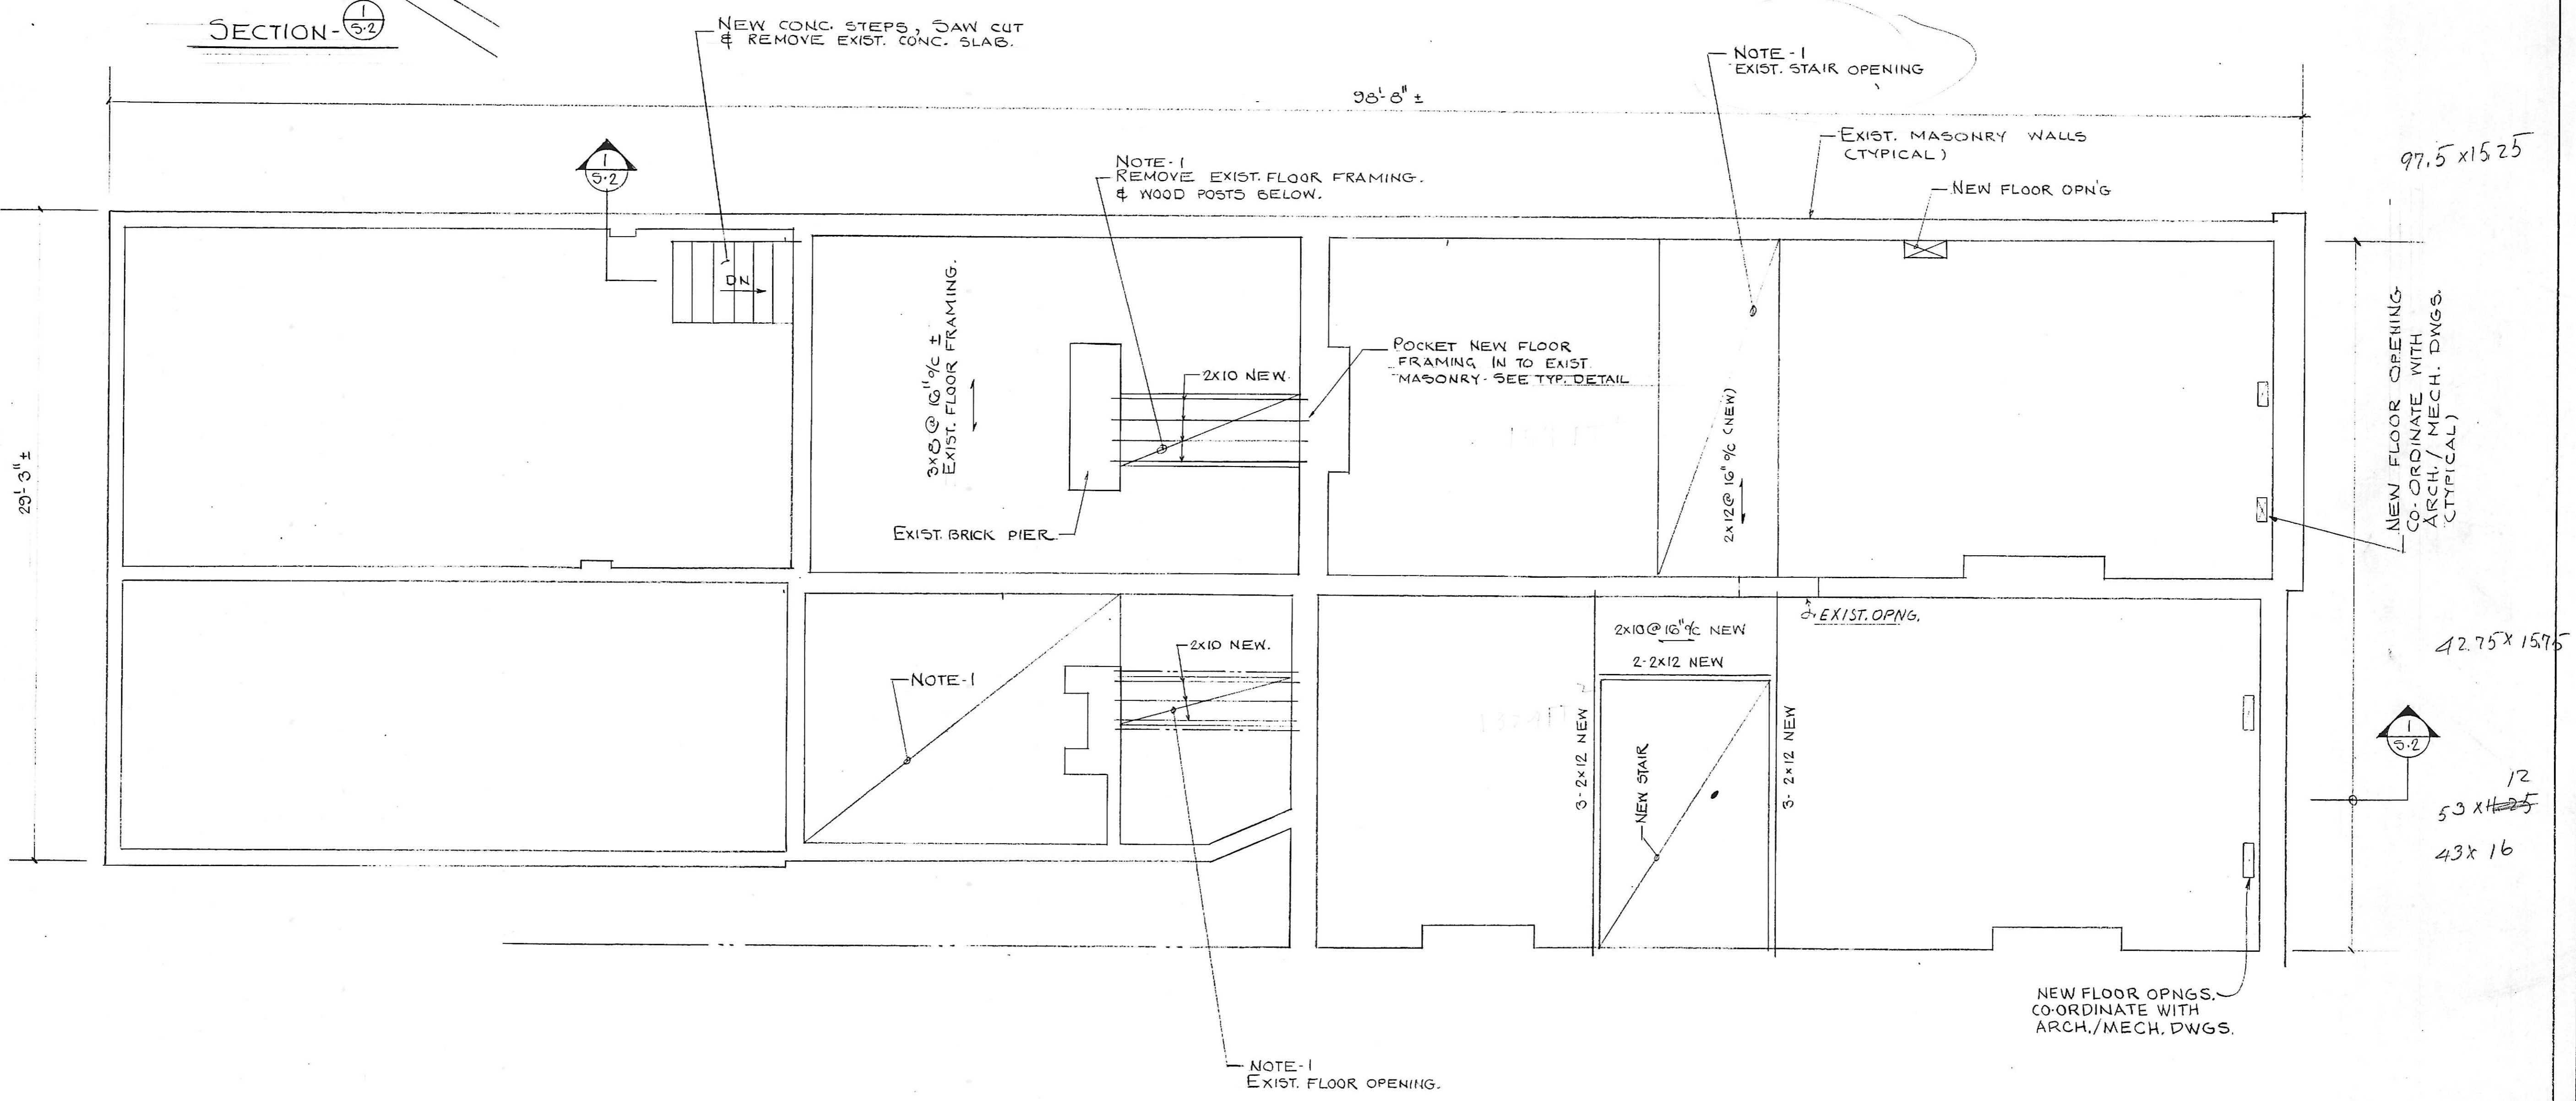 SECTION- 1
S·2
NEW CONC. STEPS, SAW CUT
& REMOVE EXIST. CONC. SLAB.
NOTE-1
EXIST. STAIR OPENING
98'-8" ±
EXIST. MASONRY WALLS
(TYPICAL)
97.5 x 15.25
1
S·2
NOTE-1
REMOVE EXIST. FLOOR FRAMING.
& WOOD POSTS BELOW.
NEW FLOOR OPN'G
DN
3x8 @ 16" o/c ±
EXIST. FLOOR FRAMING.
POCKET NEW FLOOR
FRAMING IN TO EXIST.
MASONRY- SEE TYP. DETAIL
2X10 NEW.
2x12@ 16" o/c (NEW)
NEW FLOOR OPENING
CO-ORDINATE WITH
ARCH./ MECH. DWGS.
(TYPICAL)
29'-3" ±
EXIST. BRICK PIER.
EXIST. OPNG.
2x10@16" o/c NEW
2-2x12 NEW
42.75 x 15.75
2X10 NEW.
NOTE-1
3-2x12 NEW
NEW STAIR
3-2x12 NEW
1
S·2
12
53 x 11.25
43 x 16
NEW FLOOR OPNGS.
CO-ORDINATE WITH
ARCH./MECH. DWGS.
NOTE-1
EXIST. FLOOR OPENING.